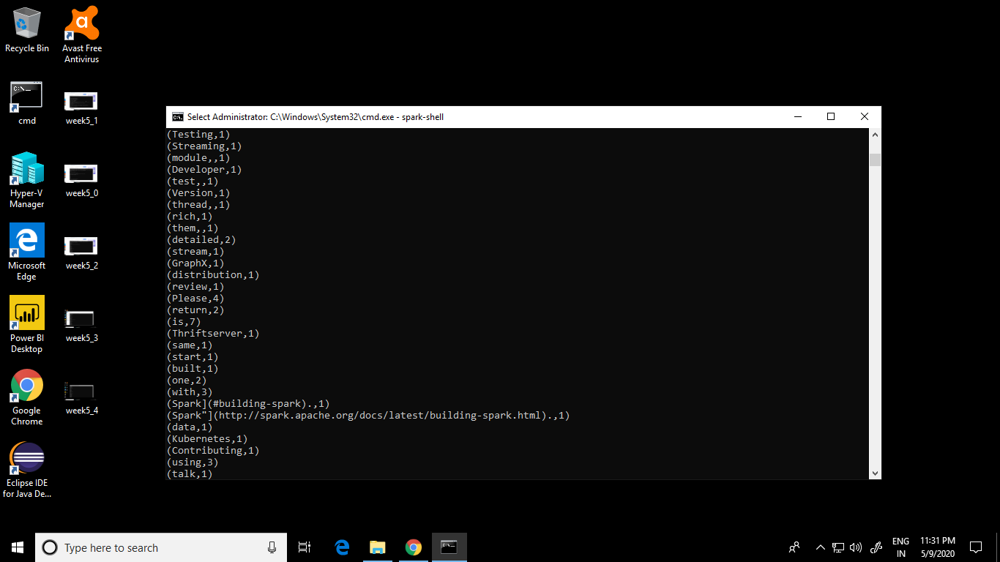 Recycle Bin
Avast Free
Antivirus
cmd
week5_1
Hyper-V
Manager
week5_0
Microsoft
Edge
week5_2
Power BI
Desktop
week5_3
Google
Chrome
week5_4
Eclipse IDE
for Java De...
Select Administrator: C:\Windows\System32\cmd.exe - spark-shell
(Testing,1)
(Streaming,1)
(module,,1)
(Developer,1)
(test,,1)
(Version,1)
(thread,,1)
(rich,1)
(them,,1)
(detailed,2)
(stream,1)
(GraphX,1)
(distribution,1)
(review,1)
(Please,4)
(return,2)
(is,7)
(Thriftserver,1)
(same,1)
(start,1)
(built,1)
(one,2)
(with,3)
(Spark](#building-spark).,1)
(Spark"](http://spark.apache.org/docs/latest/building-spark.html).,1)
(data,1)
(Kubernetes,1)
(Contributing,1)
(using,3)
(talk,1)
Type here to search
ENG
IN
11:31 PM
5/9/2020